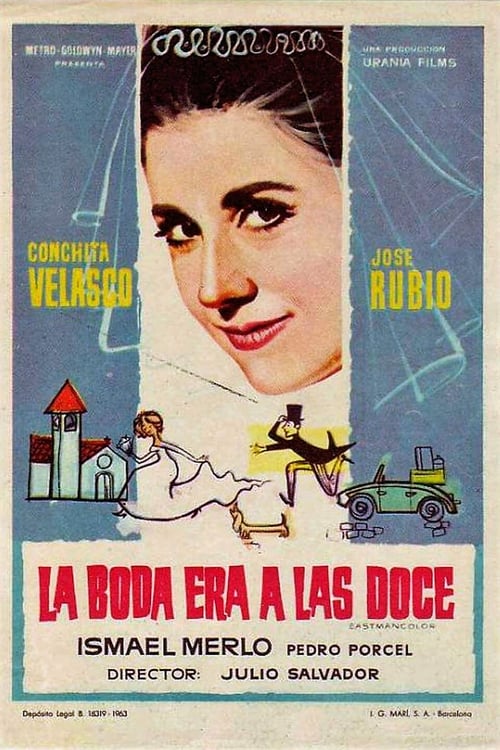 METRO-GOLDWYN-MAYER
PRESENTA
UNA PRODUCCION
URANIA FILMS
CONCHITA
VELASCO
JOSE
RUBIO
LA BODA ERA A LAS DOCE
EASTMANCOLOR
ISMAEL MERLO PEDRO PORCEL
DIRECTOR: JULIO SALVADOR
Depósito Legal B. 16319 - 1963
I. G. MARÍ, S. A. - Barcelona